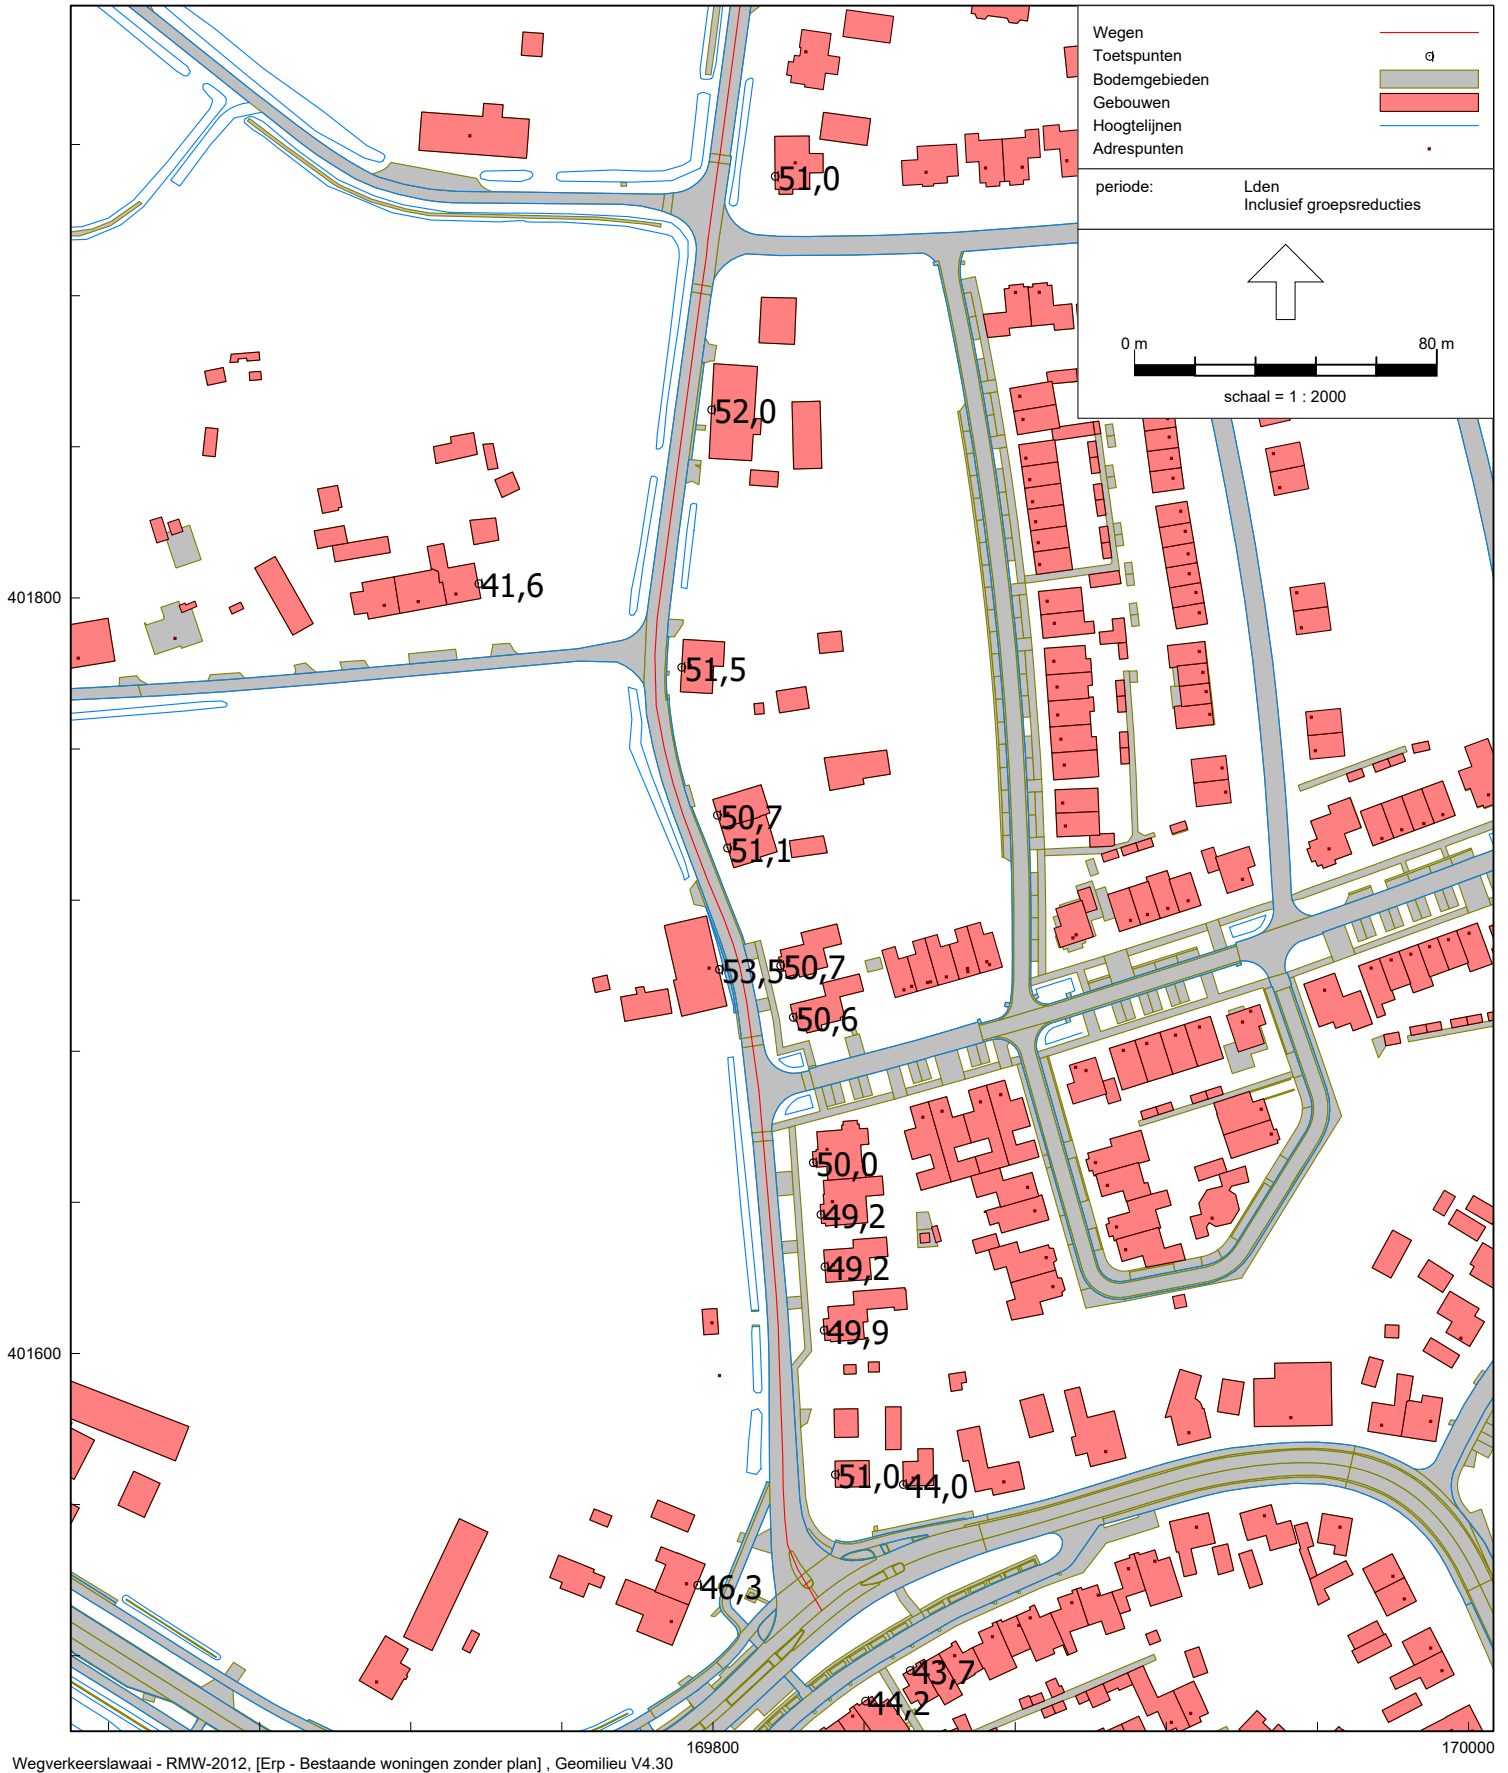 Wegen
Toetspunten
Bodemgebieden
Gebouwen
Hoogtelijnen
Adrespunten
periode: Lden
Inclusief groepsreducties
0 m 80 m
schaal = 1 : 2000
51,0
52,0
41,6
401800
51,5
50,7
51,1
53,5
50,7
50,6
50,0
49,2
49,2
49,9
401600
51,0
44,0
46,3
43,7
44,2
169800 170000
Wegverkeerslawaai - RMW-2012, [Erp - Bestaande woningen zonder plan] , Geomilieu V4.30